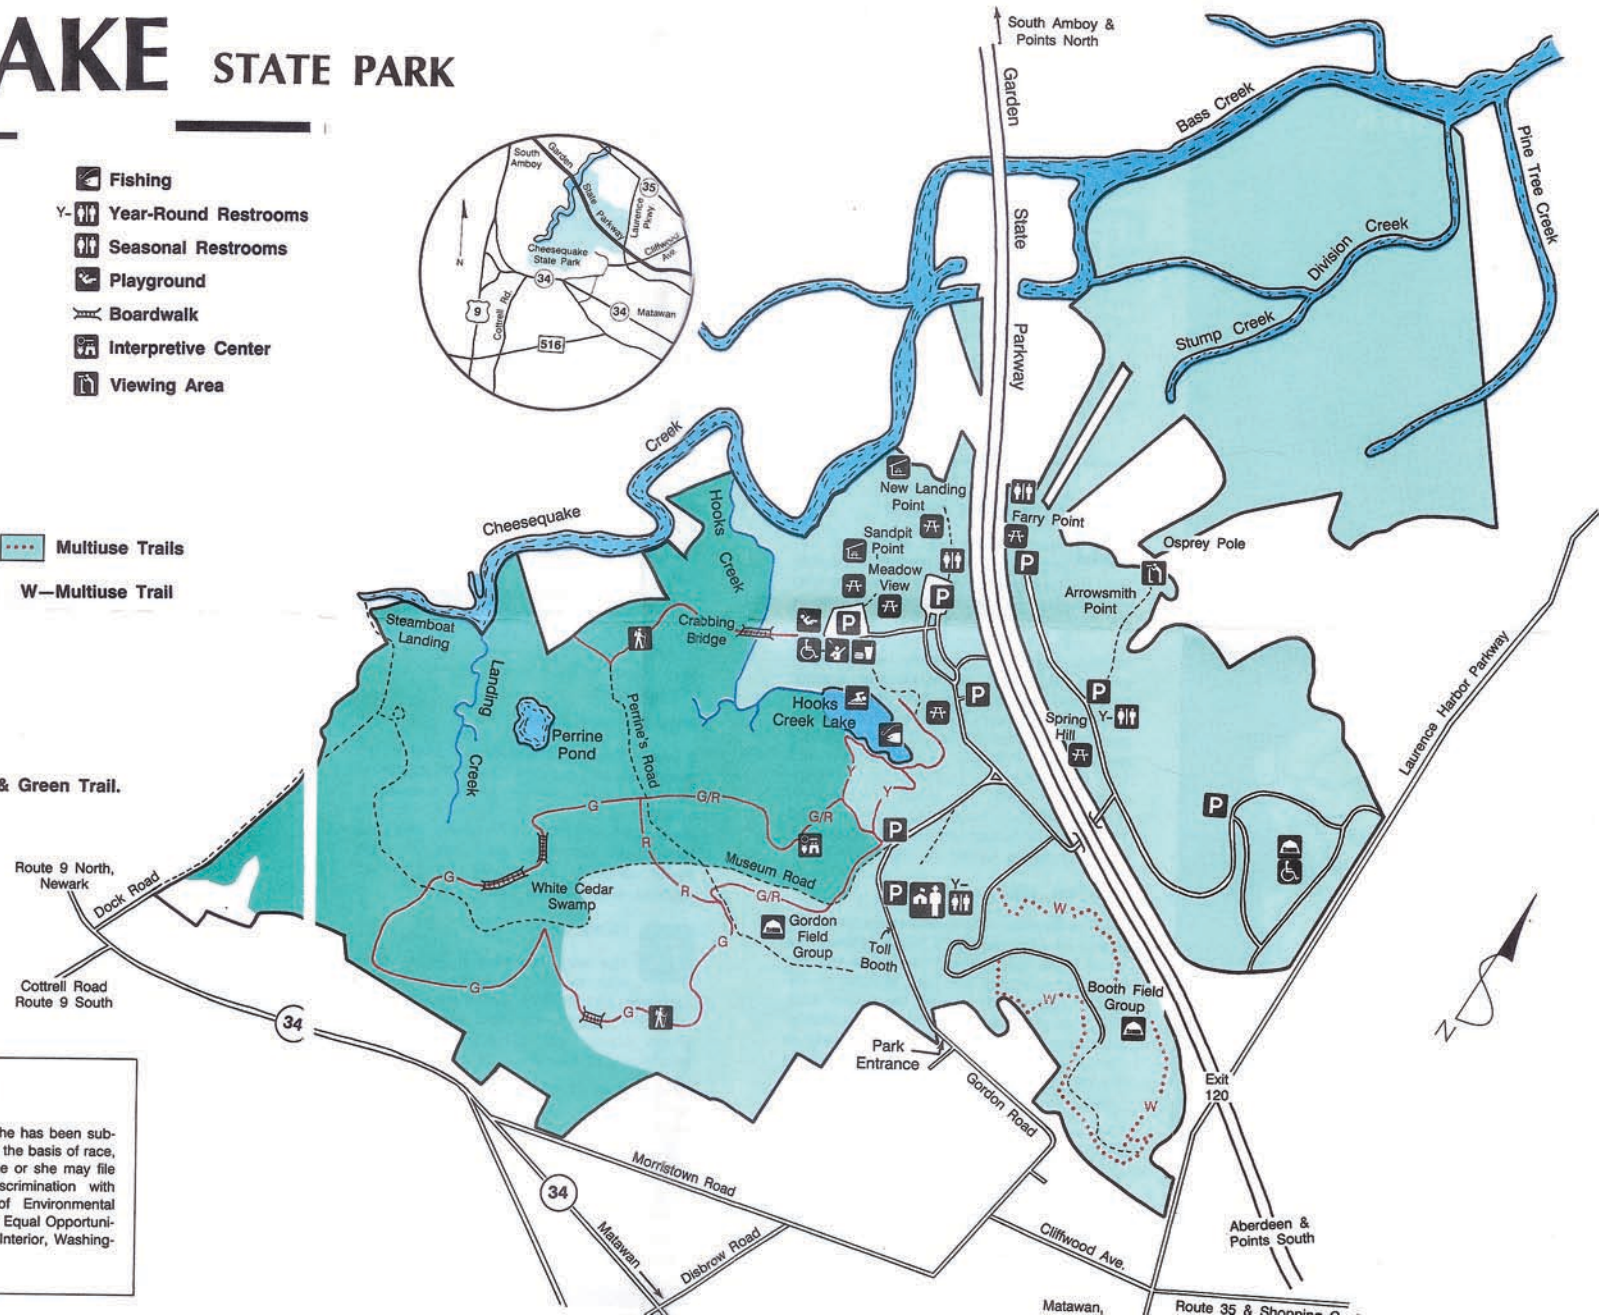 AKE STATE PARK
Fishing
Y- Year-Round Restrooms
Seasonal Restrooms
Playground
Boardwalk
Interpretive Center
Viewing Area
Multiuse Trails
W—Multiuse Trail
& Green Trail.
he has been sub-
the basis of race,
e or she may file
scrimination with
of Environmental
Equal Opportuni-
Interior, Washing-
South
Amboy
Garden
State
Parkway
35
Laurence
Pkwy.
Cliffwood
Ave.
Cheesequake
State Park
N
34
9
Cottrell Rd.
34
Matawan
516
South Amboy &
Points North
Garden
State
Parkway
Bass Creek
Pine Tree Creek
Division Creek
Stump Creek
Cheesequake
Creek
Hooks
Creek
New Landing
Point
Sandpit
Point
Meadow
View
Farry Point
P
Osprey Pole
Arrowsmith
Point
P
P
Steamboat
Landing
Crabbing
Bridge
Landing
Creek
Perrine
Pond
Perrine's Road
Hooks
Creek Lake
P
P
Y-
Spring
Hill
Laurence Harbor Parkway
Y
Y
G
G/R
G/R
P
P
R
Museum Road
G
White Cedar
Swamp
R
G/R
Gordon
Field
Group
P
Y-
Toll
Booth
W
G
G
G
W
Booth Field
Group
W
Route 9 North,
Newark
Dock Road
Cottrell Road
Route 9 South
34
Park
Entrance
Gordon Road
Exit
120
N
Morristown Road
34
Matawan
Disbrow Road
Cliffwood Ave.
Aberdeen &
Points South
Matawan,
Route 35 & Shopping